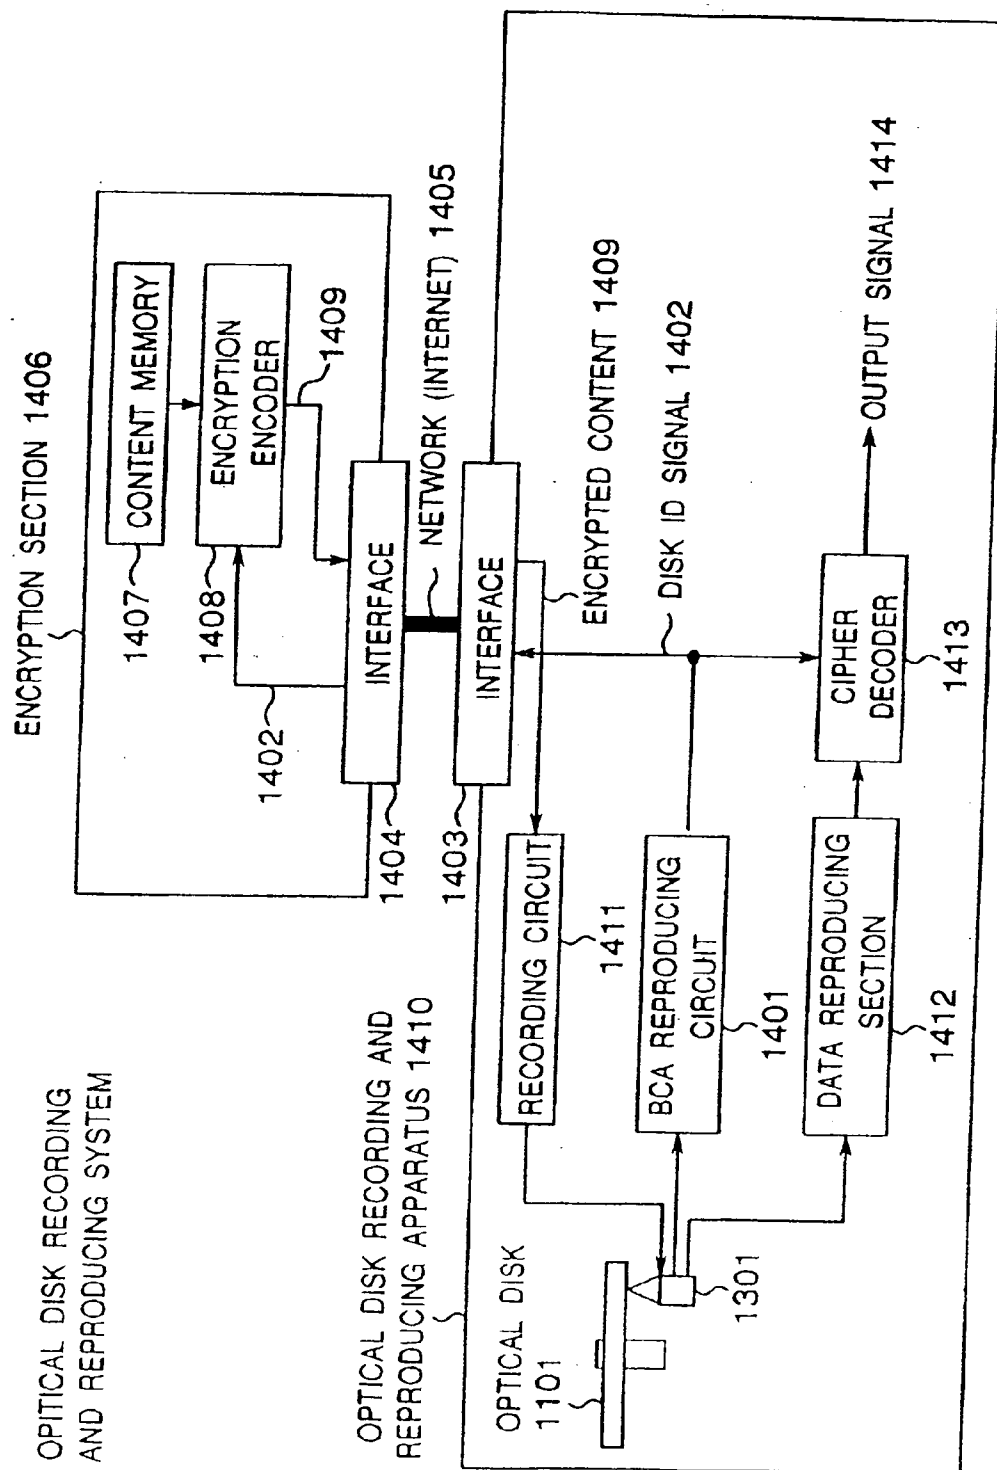 OPITICAL DISK RECORDING
AND REPRODUCING SYSTEM
ENCRYPTION SECTION 1406
CONTENT MEMORY
1407
ENCRYPTION
ENCODER
1408
1409
1402
INTERFACE
1404
NETWORK (INTERNET) 1405
OPTICAL DISK RECORDING AND
REPRODUCING APPARATUS 1410
INTERFACE
1403
ENCRYPTED CONTENT 1409
DISK ID SIGNAL 1402
RECORDING CIRCUIT
1411
OPTICAL DISK
1101
1301
BCA REPRODUCING
CIRCUIT
1401
DATA REPRODUCING
SECTION
1412
CIPHER
DECODER
1413
OUTPUT SIGNAL 1414